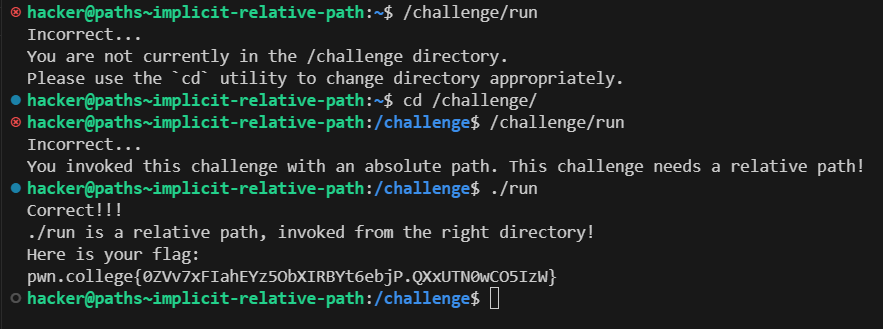 hacker@paths~implicit-relative-path:~$ /challenge/run
Incorrect...
You are not currently in the /challenge directory.
Please use the `cd` utility to change directory appropriately.
hacker@paths~implicit-relative-path:~$ cd /challenge/
hacker@paths~implicit-relative-path:/challenge$ /challenge/run
Incorrect...
You invoked this challenge with an absolute path. This challenge needs a relative path!
hacker@paths~implicit-relative-path:/challenge$ ./run
Correct!!!
./run is a relative path, invoked from the right directory!
Here is your flag:
pwn.college{0ZVv7xFIahEYz5ObXIRBYt6ebjP.QXxUTN0wCO5IzW}
hacker@paths~implicit-relative-path:/challenge$